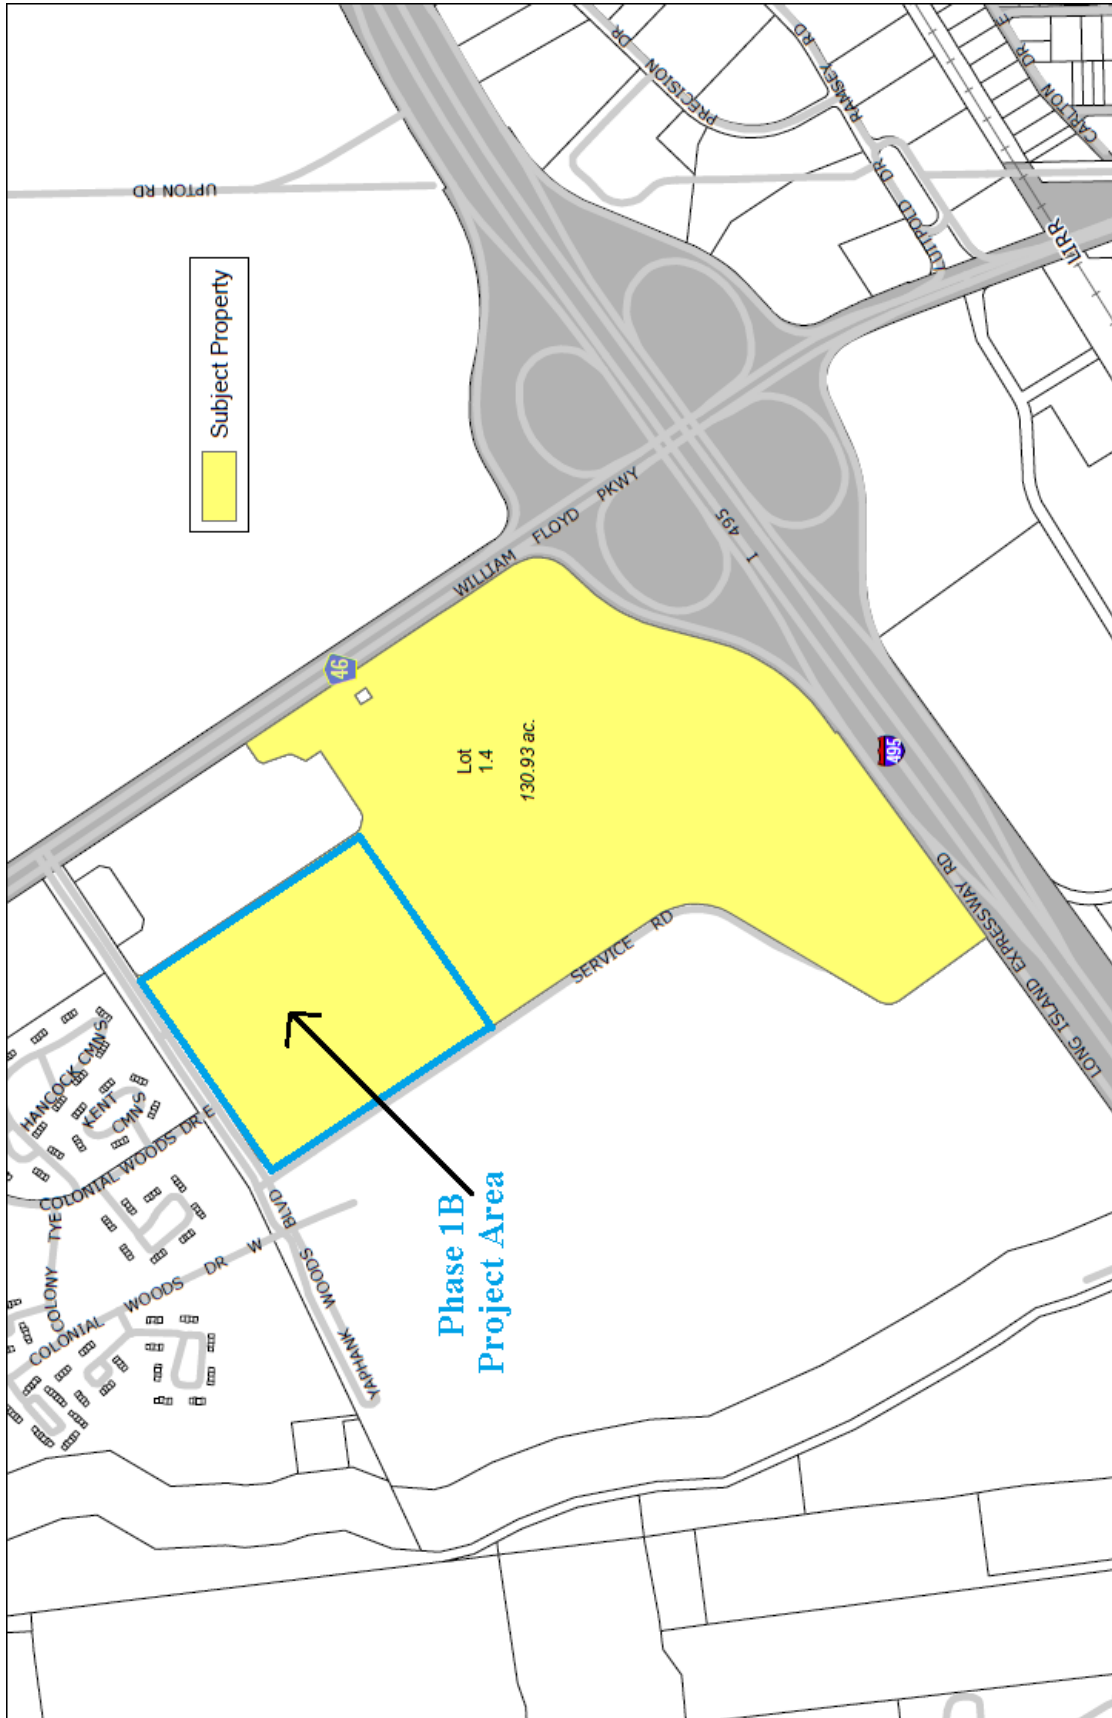 Subject Property
UPTON RD
PRECISION DR
RAMSEY RD
LUITPOLD DR
CARLTON DR E
LIRR
WILLIAM FLOYD PKWY
I 495
46
Lot
1.4
130.93 ac.
495
LONG ISLAND EXPRESSWAY RD
SERVICE RD
HANCOCK CMNS
KENT
CMNS
COLONIAL WOODS DR E
COLONY TYE
COLONIAL WOODS DR W
YAPHANK WOODS BLVD
Phase 1B
Project Area